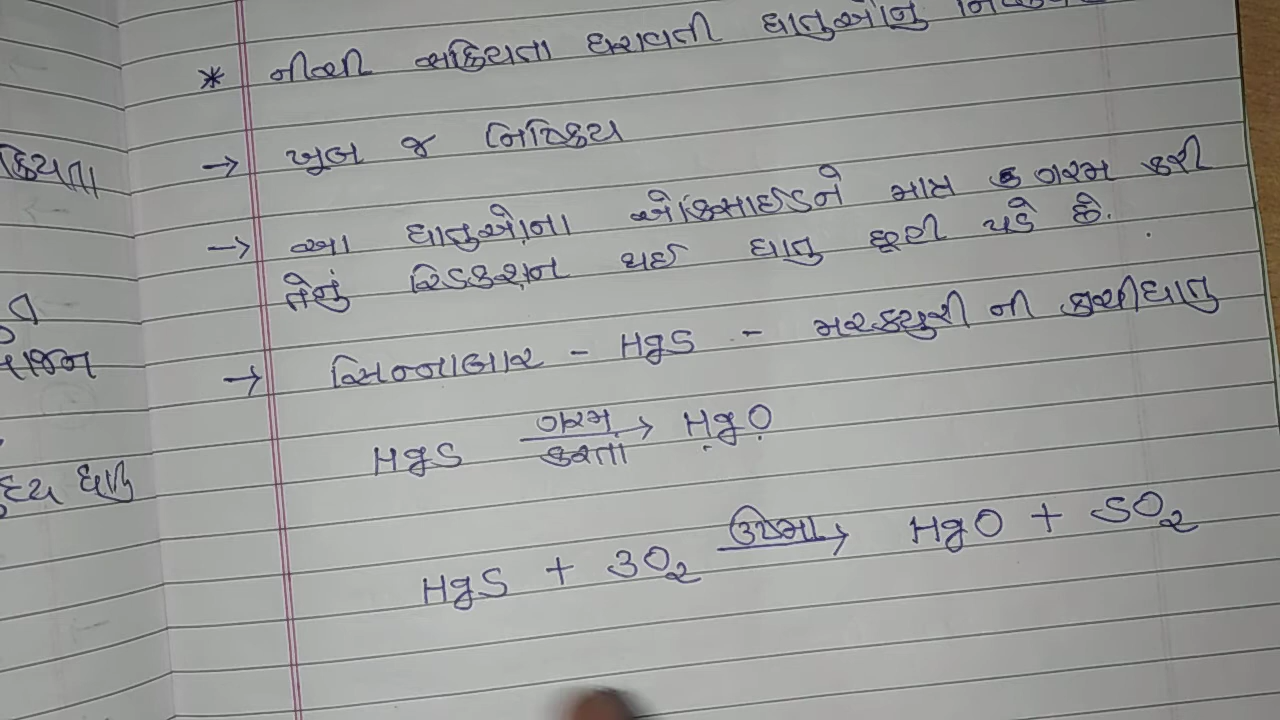 * નીચી સક્રિયતા ધરાવતી ધાતુઓનું
→ ખુબ જ નિષ્ક્રિય
→ આ ધાતુઓના ઓક્સાઈડને માત્ર ગરમ કરી
તેનું રિડક્શન થઈ ધાતુ છૂટી પડે છે.
→ સિન્નાબાર - HgS - મરક્યુરી ની કાચીધાતુ
HgS ગરમ કરતા → HgO
HgS + 3O₂ ઉષ્મા → HgO + SO₂
ધાતુ